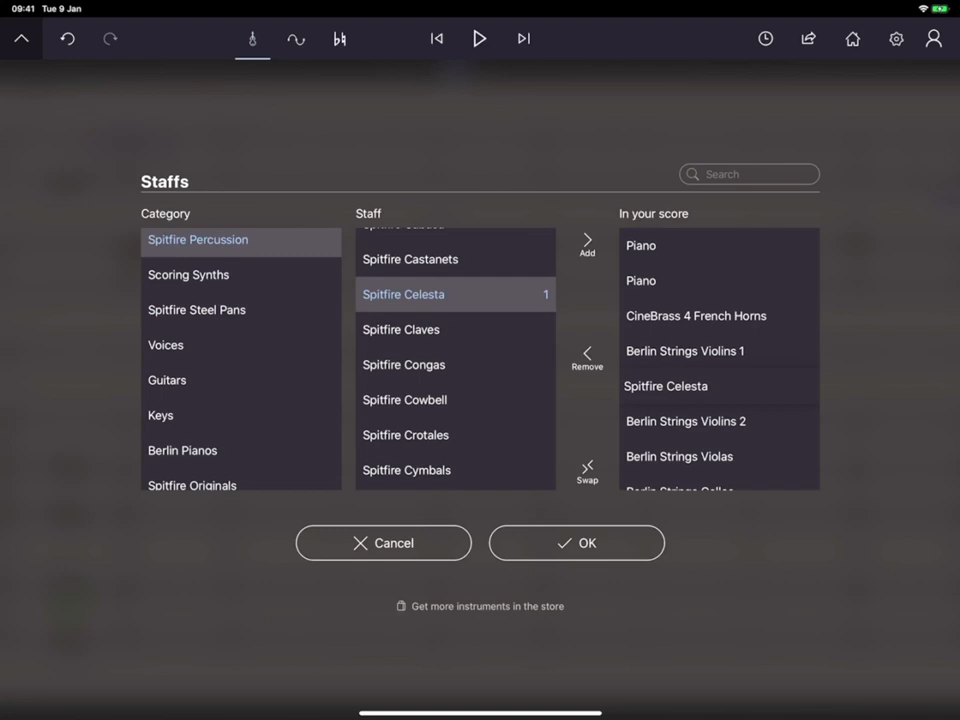 09:41 Tue 9 Jan
Staffs
Search
Category
Staff
In your score
Spitfire Percussion
Scoring Synths
Spitfire Steel Pans
Voices
Guitars
Keys
Berlin Pianos
Spitfire Originals
Spitfire Castanets
Spitfire Celesta 1
Spitfire Claves
Spitfire Congas
Spitfire Cowbell
Spitfire Crotales
Spitfire Cymbals
Add
Remove
Swap
Piano
Piano
CineBrass 4 French Horns
Berlin Strings Violins 1
Spitfire Celesta
Berlin Strings Violins 2
Berlin Strings Violas
Cancel
OK
Get more instruments in the store